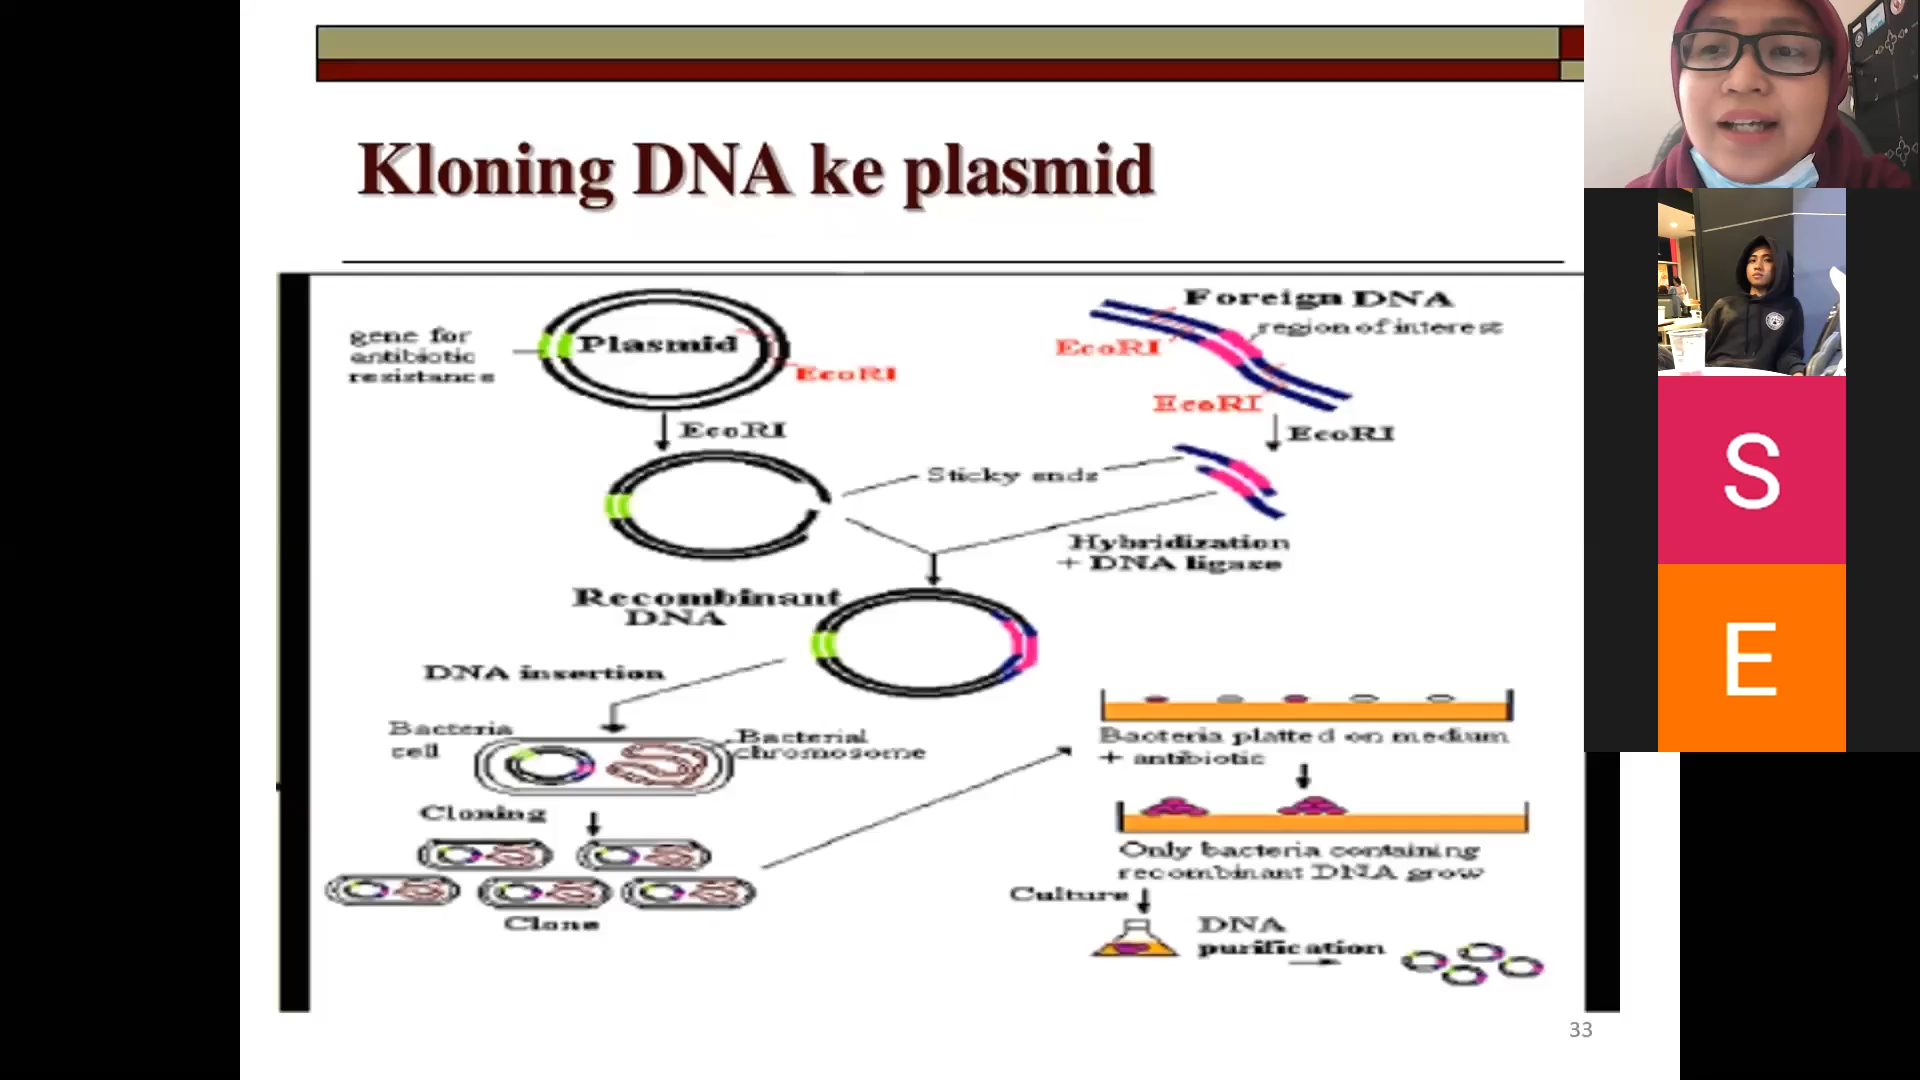 Kloning DNA ke plasmid
gene for
antibiotic
resistance
Plasmid
EcoRI
EcoRI
Foreign DNA
region of interest
EcoRI
EcoRI
EcoRI
Sticky ends
Hybridization
+ DNA ligase
Recombinant
DNA
DNA insertion
Bacteria
cell
Bacterial
chromosome
Cloning
Clone
Bacteria platted on medium
+ antibiotic
Only bacteria containing
recombinant DNA grow
Culture
DNA
purification
33
S
E